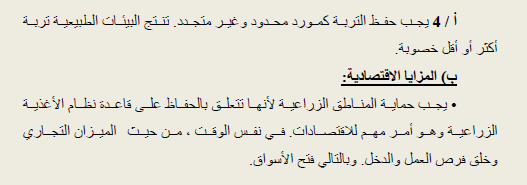 أ / 4 يجب حفظ التربة كمورد محدود وغير متجدد. تنتج البيئات الطبيعية تربة
أكثر أو أقل خصوبة.
ب) المزايا الاقتصادية:
• يجب حماية المناطق الزراعية لأنها تتعلق بالحفاظ على قاعدة نظام الأغذية
الزراعية وهو أمر مهم للاقتصادات. في نفس الوقت ، من حيث الميزان التجاري
وخلق فرص العمل والدخل. وبالتالي فتح الأسواق.